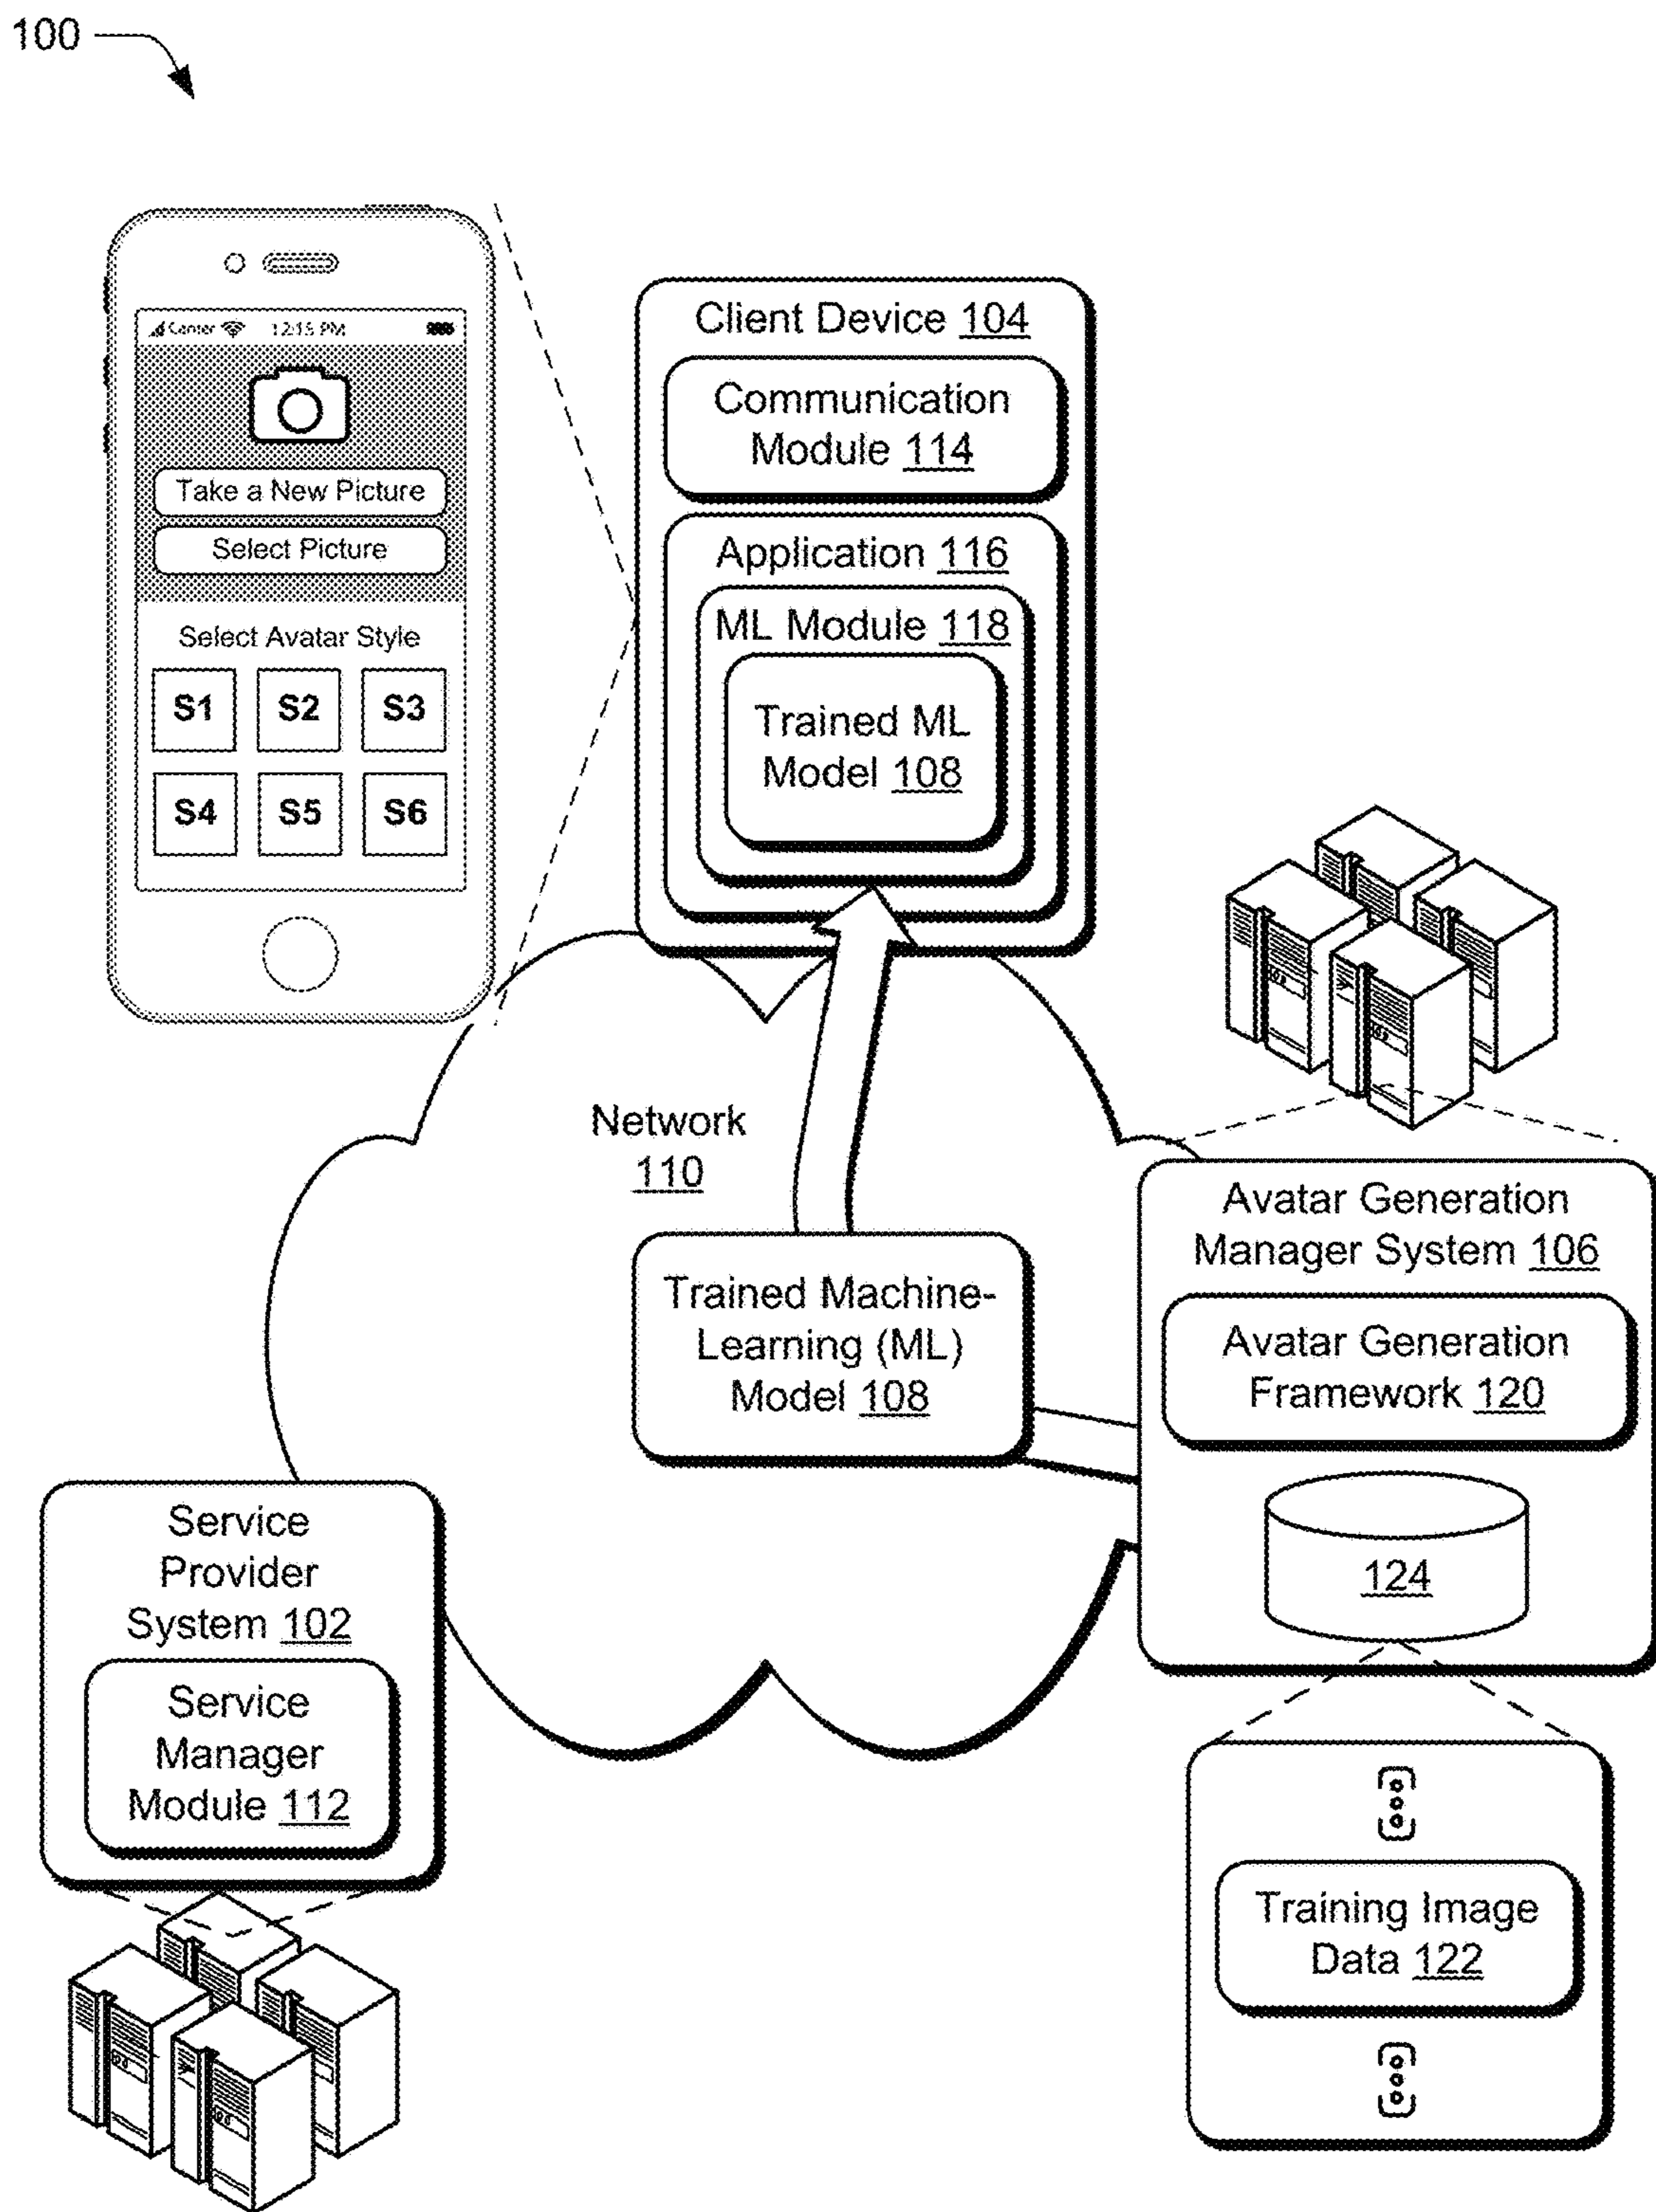 100
Carrier 12:15 PM
Take a New Picture
Select Picture
Select Avatar Style
S1 S2 S3
S4 S5 S6
Client Device 104
Communication
Module 114
Application 116
ML Module 118
Trained ML
Model 108
Network
110
Trained Machine-
Learning (ML)
Model 108
Avatar Generation
Manager System 106
Avatar Generation
Framework 120
124
Training Image
Data 122
Service
Provider
System 102
Service
Manager
Module 112